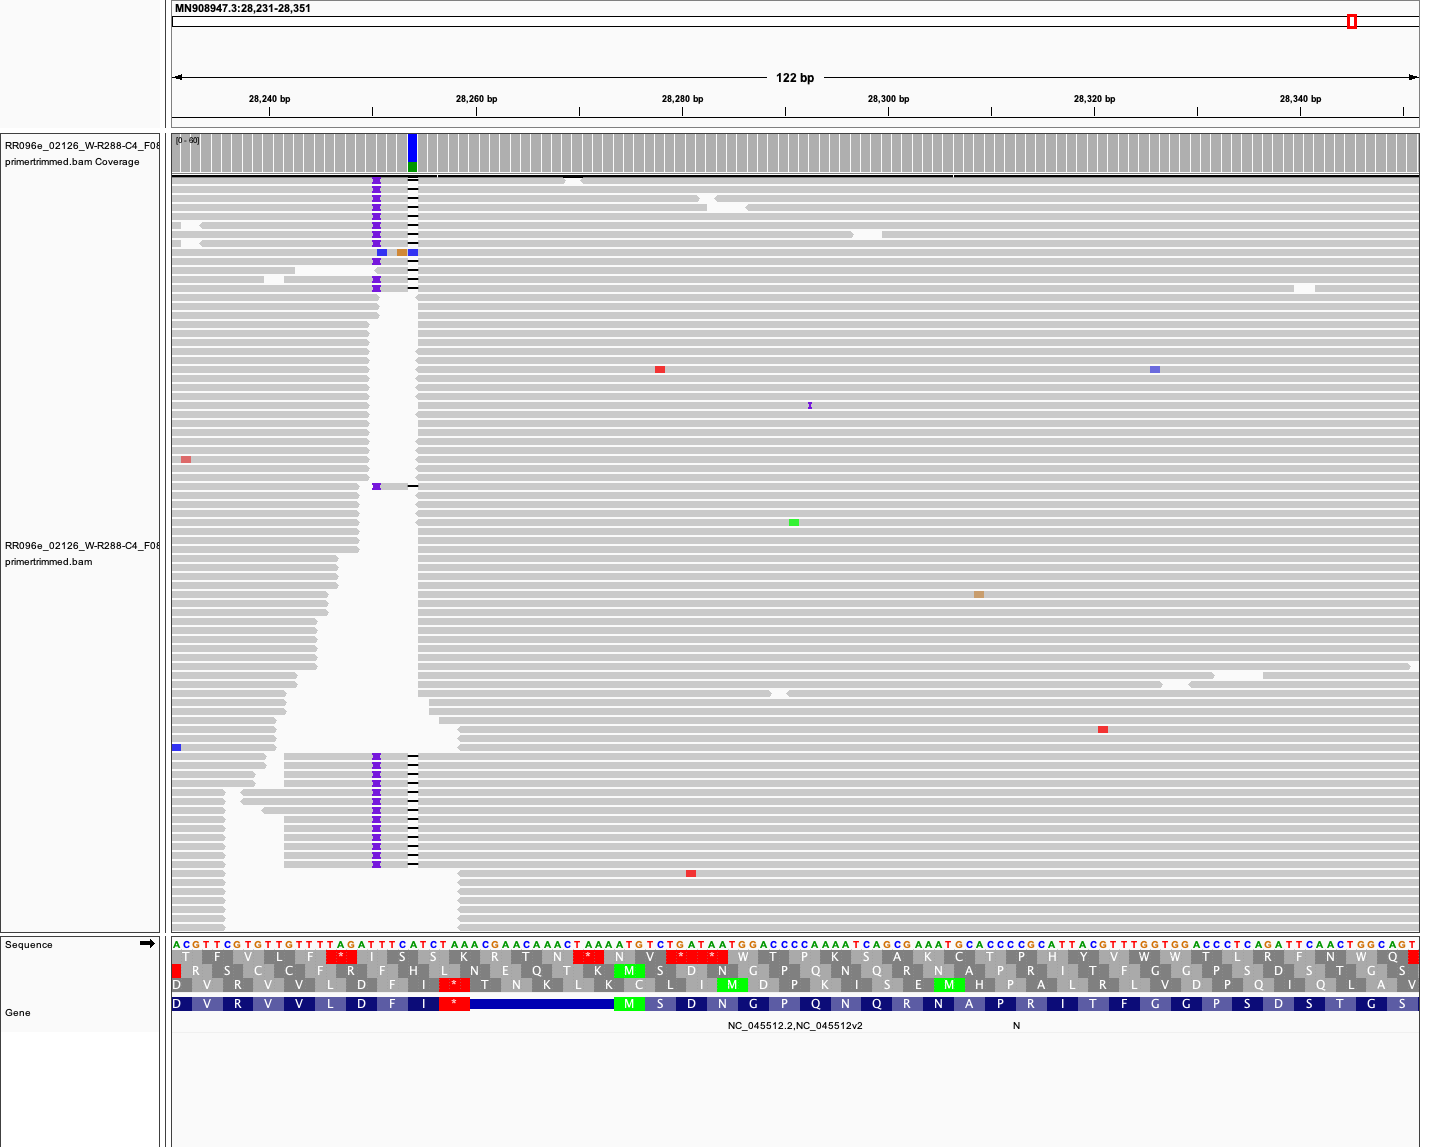 MN908947.3:28,231-28,351
122 bp
28,240 bp 28,260 bp 28,280 bp 28,300 bp 28,320 bp 28,340 bp
RR096e_02126_W-R288-C4_F08
primertrimmed.bam Coverage
[0 - 60]
RR096e_02126_W-R288-C4_F08
primertrimmed.bam
Sequence
ACGTTCGTGTTGTTTTAGATTTCATCTAAACGAACAAACTAAAATGTCTGATAATGGACCCCAAAATCAGCGAAATGCACCCCGCATTACGTTTGGTGGACCCTCAGATTCAACTGGCAGT
T F V L F * I S S K R T N * N V * * W T P K S A K C T P H Y V W W T L R F N W Q
R S C C F R F H L N E Q T K M S D N G P Q N Q R N A P R I T F G G P S D S T G S
D V R V V L D F I * T N K L K C L I M D P K I S E M H P A L R L V D P Q I Q L A V
Gene
D V R V V L D F I * M S D N G P Q N Q R N A P R I T F G G P S D S T G S
NC_045512.2,NC_045512v2 N